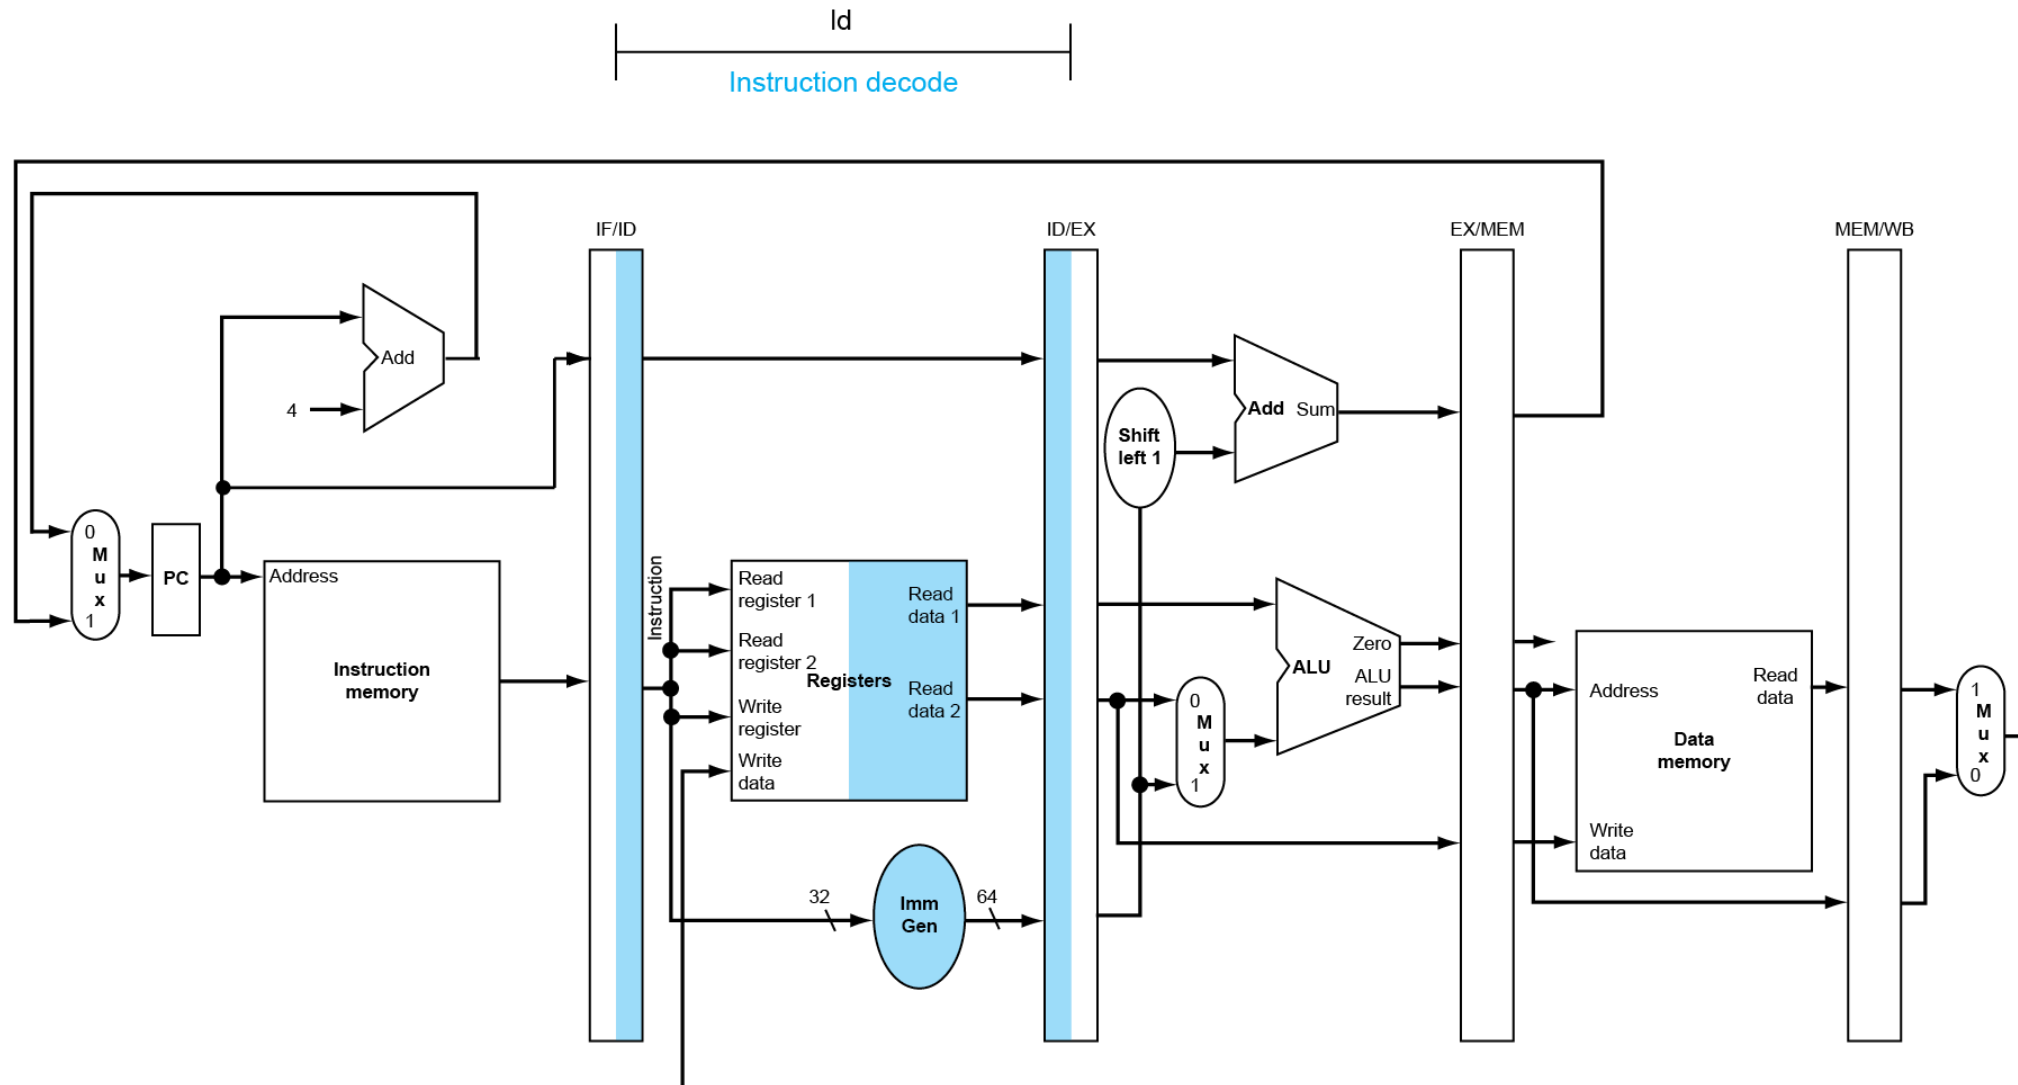 ld
Instruction decode
IF/ID
ID/EX
EX/MEM
MEM/WB
Add
4
Add Sum
Shift
left 1
0
M
u
x
1
PC
Address
Instruction
memory
Instruction
Read
register 1
Read
register 2
Registers
Write
register
Write
data
Read
data 1
Read
data 2
32
Imm
Gen
64
0
M
u
x
1
Zero
ALU
ALU
result
Address
Read
data
Data
memory
Write
data
1
M
u
x
0